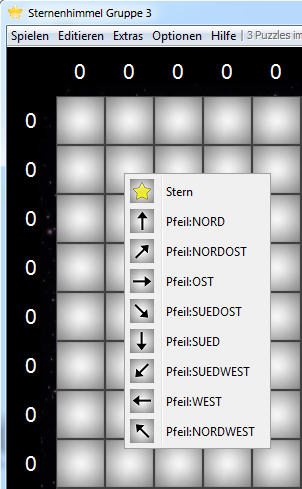 Sternenhimmel Gruppe 3
Spielen Editieren Extras Optionen Hilfe | 3 Puzzles im
0 0 0 0 0
0
0
0
0
0
0
0
0
Stern
Pfeil:NORD
Pfeil:NORDOST
Pfeil:OST
Pfeil:SUEDOST
Pfeil:SUED
Pfeil:SUEDWEST
Pfeil:WEST
Pfeil:NORDWEST